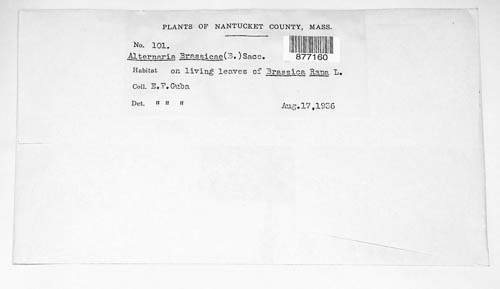 PLANTS OF NANTUCKET COUNTY, MASS.
No. 101.
Alternaria Brassicae(B.)Sacc.
877160
Habitat on living leaves of Brassica Rapa L.
Coll. E.F.Guba
Det. " " "
Aug.17,1936